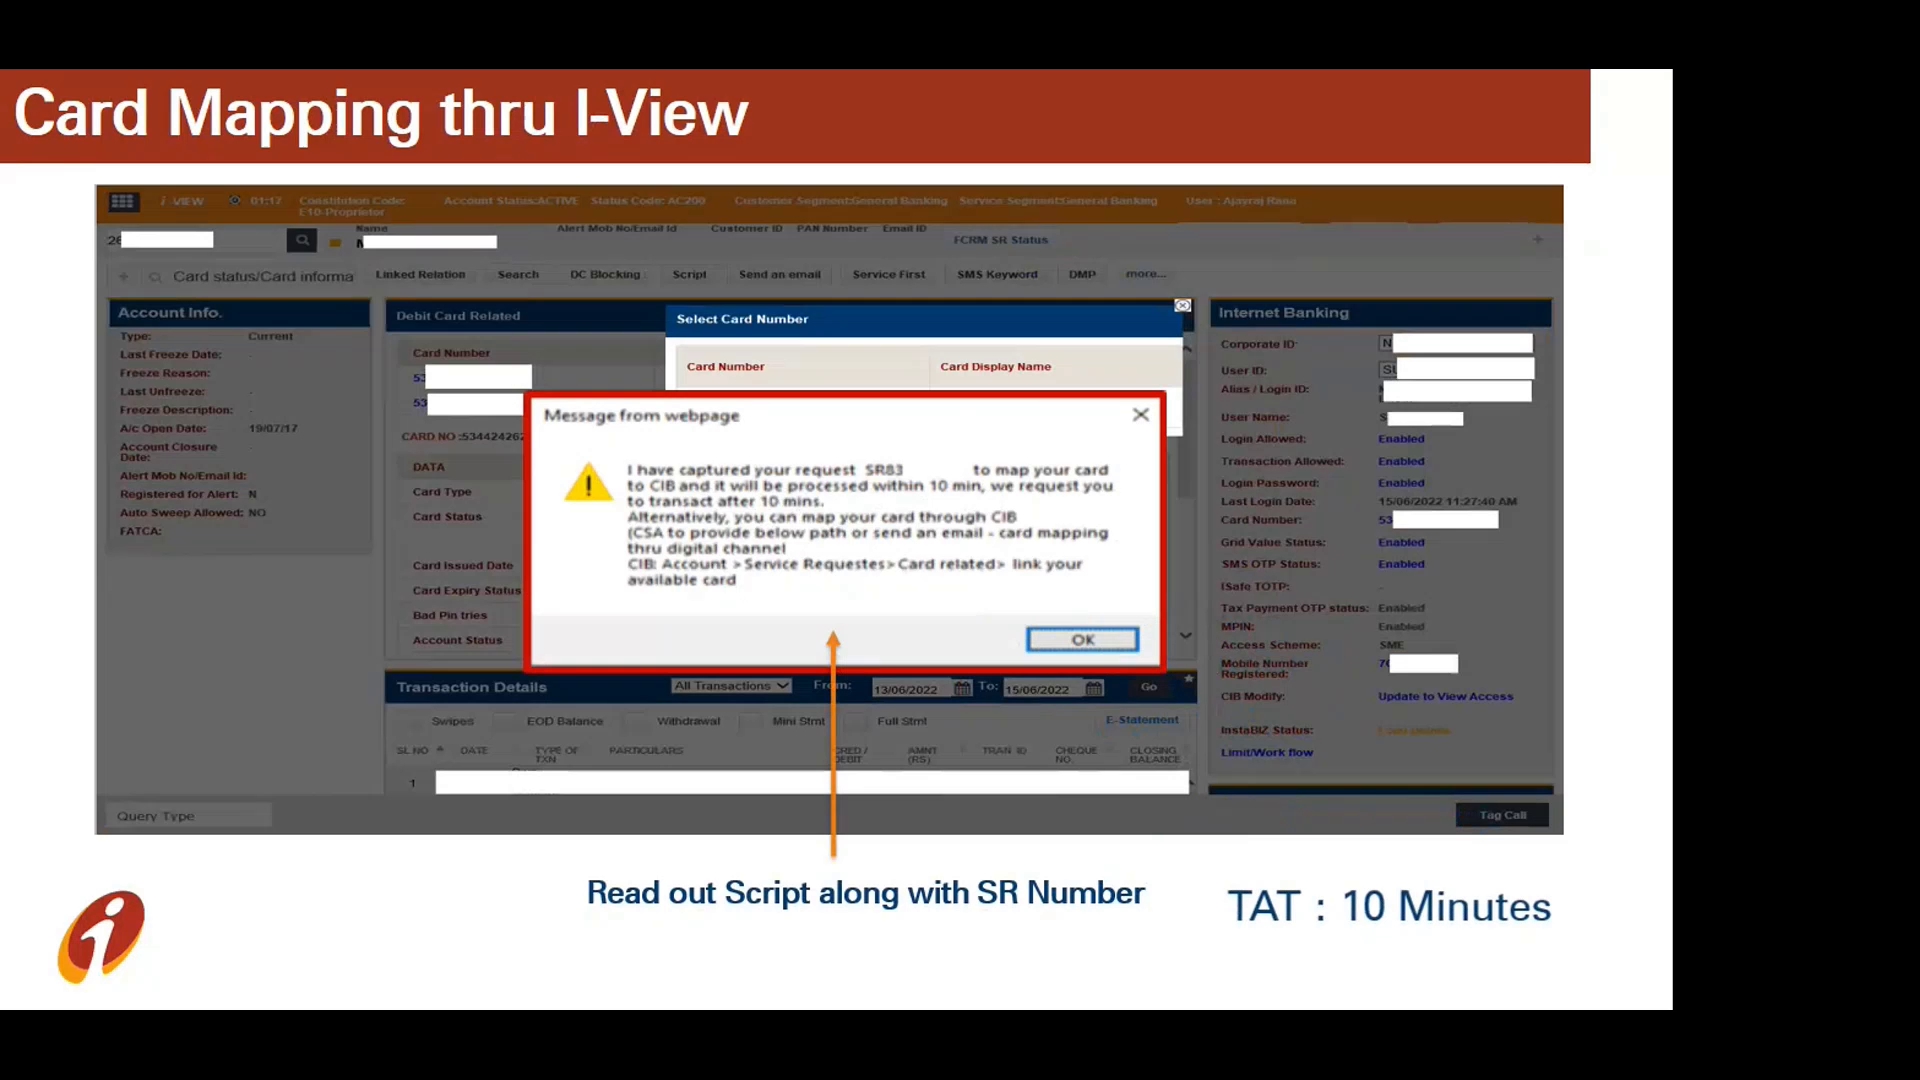 Card Mapping thru I-View
i VIEW 01:17 Constitution Code: Account Status:ACTIVE Status Code: AC200 Customer Segment:General Banking Service Segment:General Banking User : Ajayraj Rana
E10-Proprietor
Name Alert Mob No/Email Id Customer ID PAN Number Email ID
26
FCRM SR Status
Card status/Card informa Linked Relation Search DC Blocking Script Send an email Service First SMS Keyword DMP more...
Account Info.
Type: Current
Last Freeze Date:
Freeze Reason:
Last Unfreeze:
Freeze Description:
A/c Open Date: 19/07/17
Account Closure
Date:
Alert Mob No/Email Id:
Registered for Alert: N
Auto Sweep Allowed: NO
FATCA:
Debit Card Related
Card Number
53
53
CARD NO :534424262
DATA
Card Type
Card Status
Card Issued Date
Card Expiry Status
Bad Pin tries
Account Status
Select Card Number
Card Number Card Display Name
Message from webpage
I have captured your request SR83 to map your card
to CIB and it will be processed within 10 min, we request you
to transact after 10 mins.
Alternatively, you can map your card through CIB
(CSA to provide below path or send an email - card mapping
thru digital channel
CIB: Account >Service Requestes>Card related> link your
available card
OK
Internet Banking
Corporate ID: N
User ID: SU
Alias / Login ID:
User Name: S
Login Allowed: Enabled
Transaction Allowed: Enabled
Login Password: Enabled
Last Login Date: 15/06/2022 11:27:40 AM
Card Number: 53
Grid Value Status: Enabled
SMS OTP Status: Enabled
ISafe TOTP:
Tax Payment OTP status: Enabled
MPIN: Enabled
Access Scheme: SME
Mobile Number
Registered: 70
CIB Modify: Update to View Access
InstaBIZ Status:
Limit/Work flow
Transaction Details All Transactions From: 13/06/2022 To: 15/06/2022 Go
Swipes EOD Balance Withdrawal Mini Stmt Full Stmt E-Statement
SL NO DATE TYPE OF TXN PARTICULARS CRED / DEBIT AMNT (RS) TRAN ID CHEQUE NO. CLOSING BALANCE
1
Query Type
Tag Call
Read out Script along with SR Number
TAT : 10 Minutes